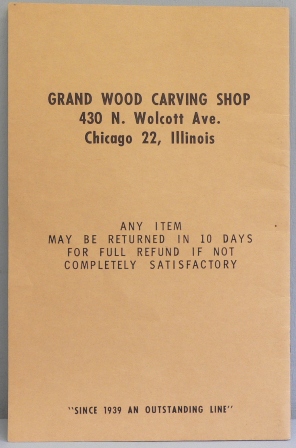 GRAND WOOD CARVING SHOP
430 N. Wolcott Ave.
Chicago 22, Illinois
ANY ITEM
MAY BE RETURNED IN 10 DAYS
FOR FULL REFUND IF NOT
COMPLETELY SATISFACTORY
"SINCE 1939 AN OUTSTANDING LINE"